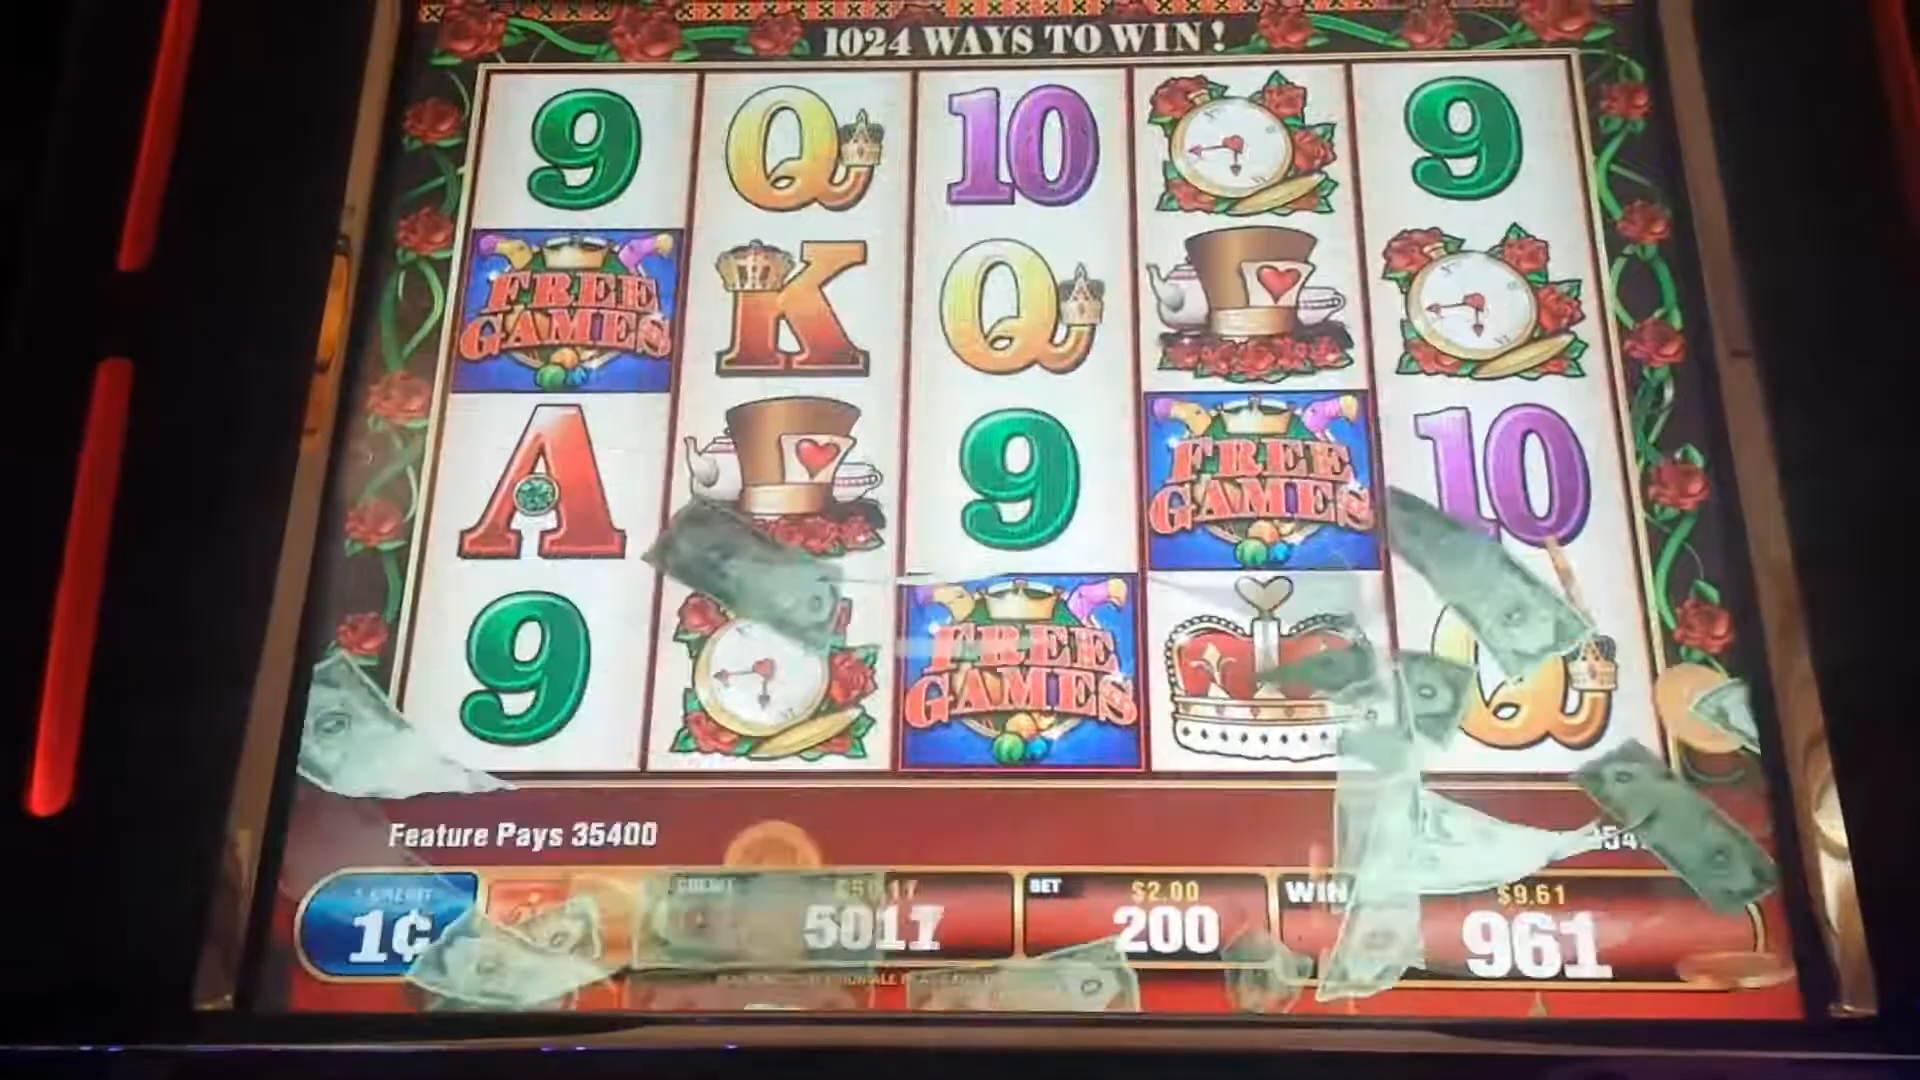 1024 WAYS TO WIN!
9 Q 10 9
FREE GAMES K Q
A 9 FREE GAMES 10
9 FREE GAMES Q
Feature Pays 35400
1¢
CREDIT
5017
BET $2.00
200
WIN $9.61
961